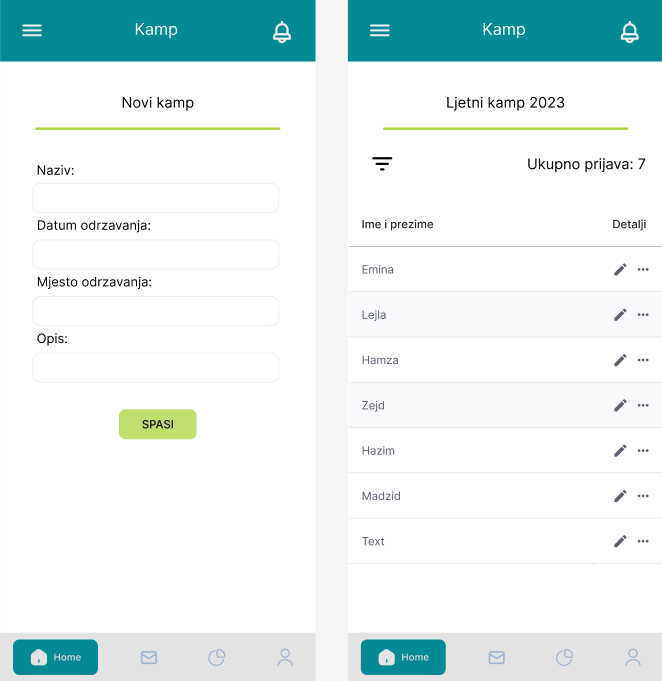 Kamp
Novi kamp
Naziv:
Datum odrzavanja:
Mjesto odrzavanja:
Opis:
SPASI
Home
Kamp
Ljetni kamp 2023
Ukupno prijava: 7
Ime i prezime Detalji
Emina
Lejla
Hamza
Zejd
Hazim
Madzid
Text
Home